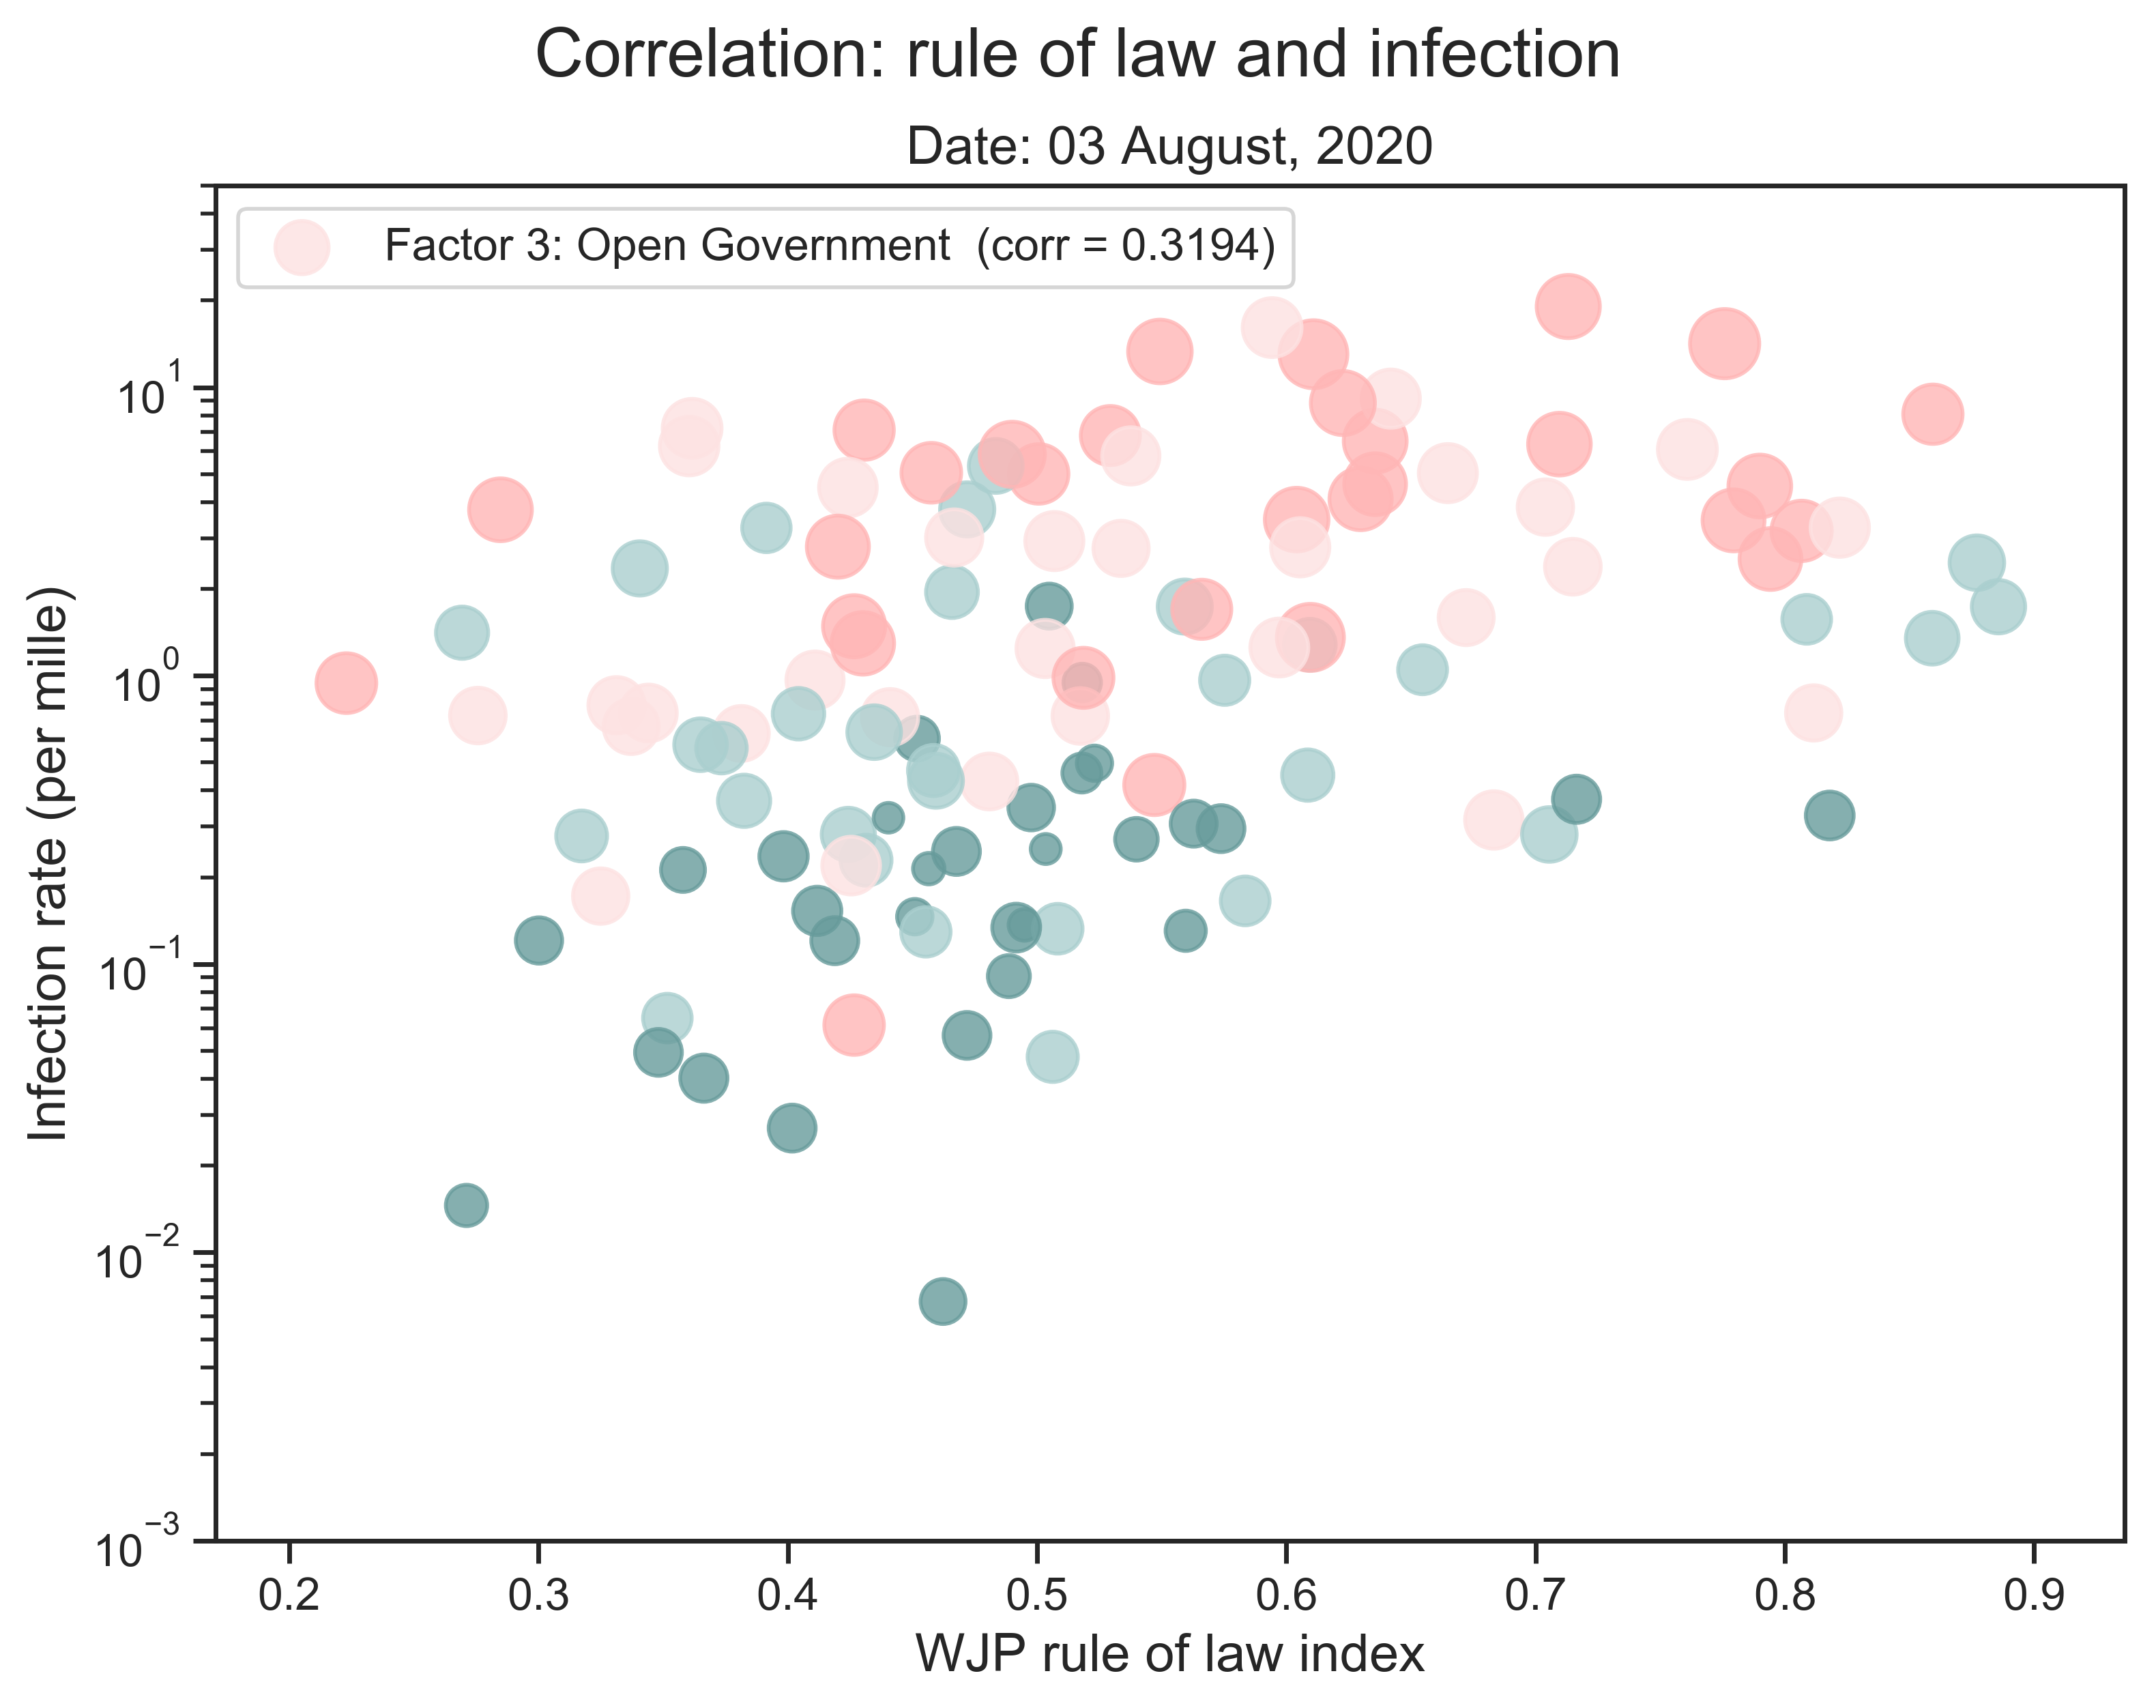 Correlation: rule of law and infection
Date: 03 August, 2020
Factor 3: Open Government  (corr = 0.3194)
Infection rate (per mille)
10^1
10^0
10^−1
10^−2
10^−3
0.2 0.3 0.4 0.5 0.6 0.7 0.8 0.9
WJP rule of law index